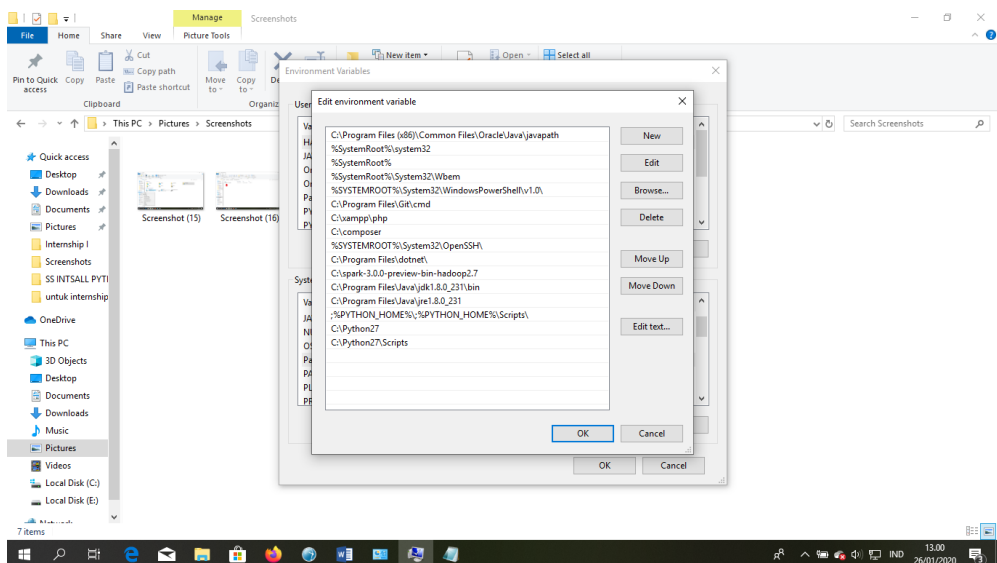 Manage
Screenshots
File
Home
Share
View
Picture Tools
Pin to Quick access
Copy
Paste
Cut
Copy path
Paste shortcut
Move to
Copy to
New item
Open
Select all
Clipboard
Organiz
This PC > Pictures > Screenshots
Search Screenshots
Quick access
Desktop
Downloads
Documents
Pictures
Internship I
Screenshots
SS INTSALL PYTI
untuk internship
OneDrive
This PC
3D Objects
Desktop
Documents
Downloads
Music
Pictures
Videos
Local Disk (C:)
Local Disk (E:)
Screenshot (15)
Screenshot (16)
Environment Variables
User
Edit environment variable
C:\Program Files (x86)\Common Files\Oracle\Java\javapath
%SystemRoot%\system32
%SystemRoot%
%SystemRoot%\System32\Wbem
%SYSTEMROOT%\System32\WindowsPowerShell\v1.0\
C:\Program Files\Git\cmd
C:\xampp\php
C:\composer
%SYSTEMROOT%\System32\OpenSSH\
C:\Program Files\dotnet\
C:\spark-3.0.0-preview-bin-hadoop2.7
C:\Program Files\Java\jdk1.8.0_231\bin
C:\Program Files\Java\jre1.8.0_231
;%PYTHON_HOME%\;%PYTHON_HOME%\Scripts\
C:\Python27
C:\Python27\Scripts
New
Edit
Browse...
Delete
Move Up
Move Down
Edit text...
OK
Cancel
Syste
OK
Cancel
7 items
IND
13.00
26/01/2020